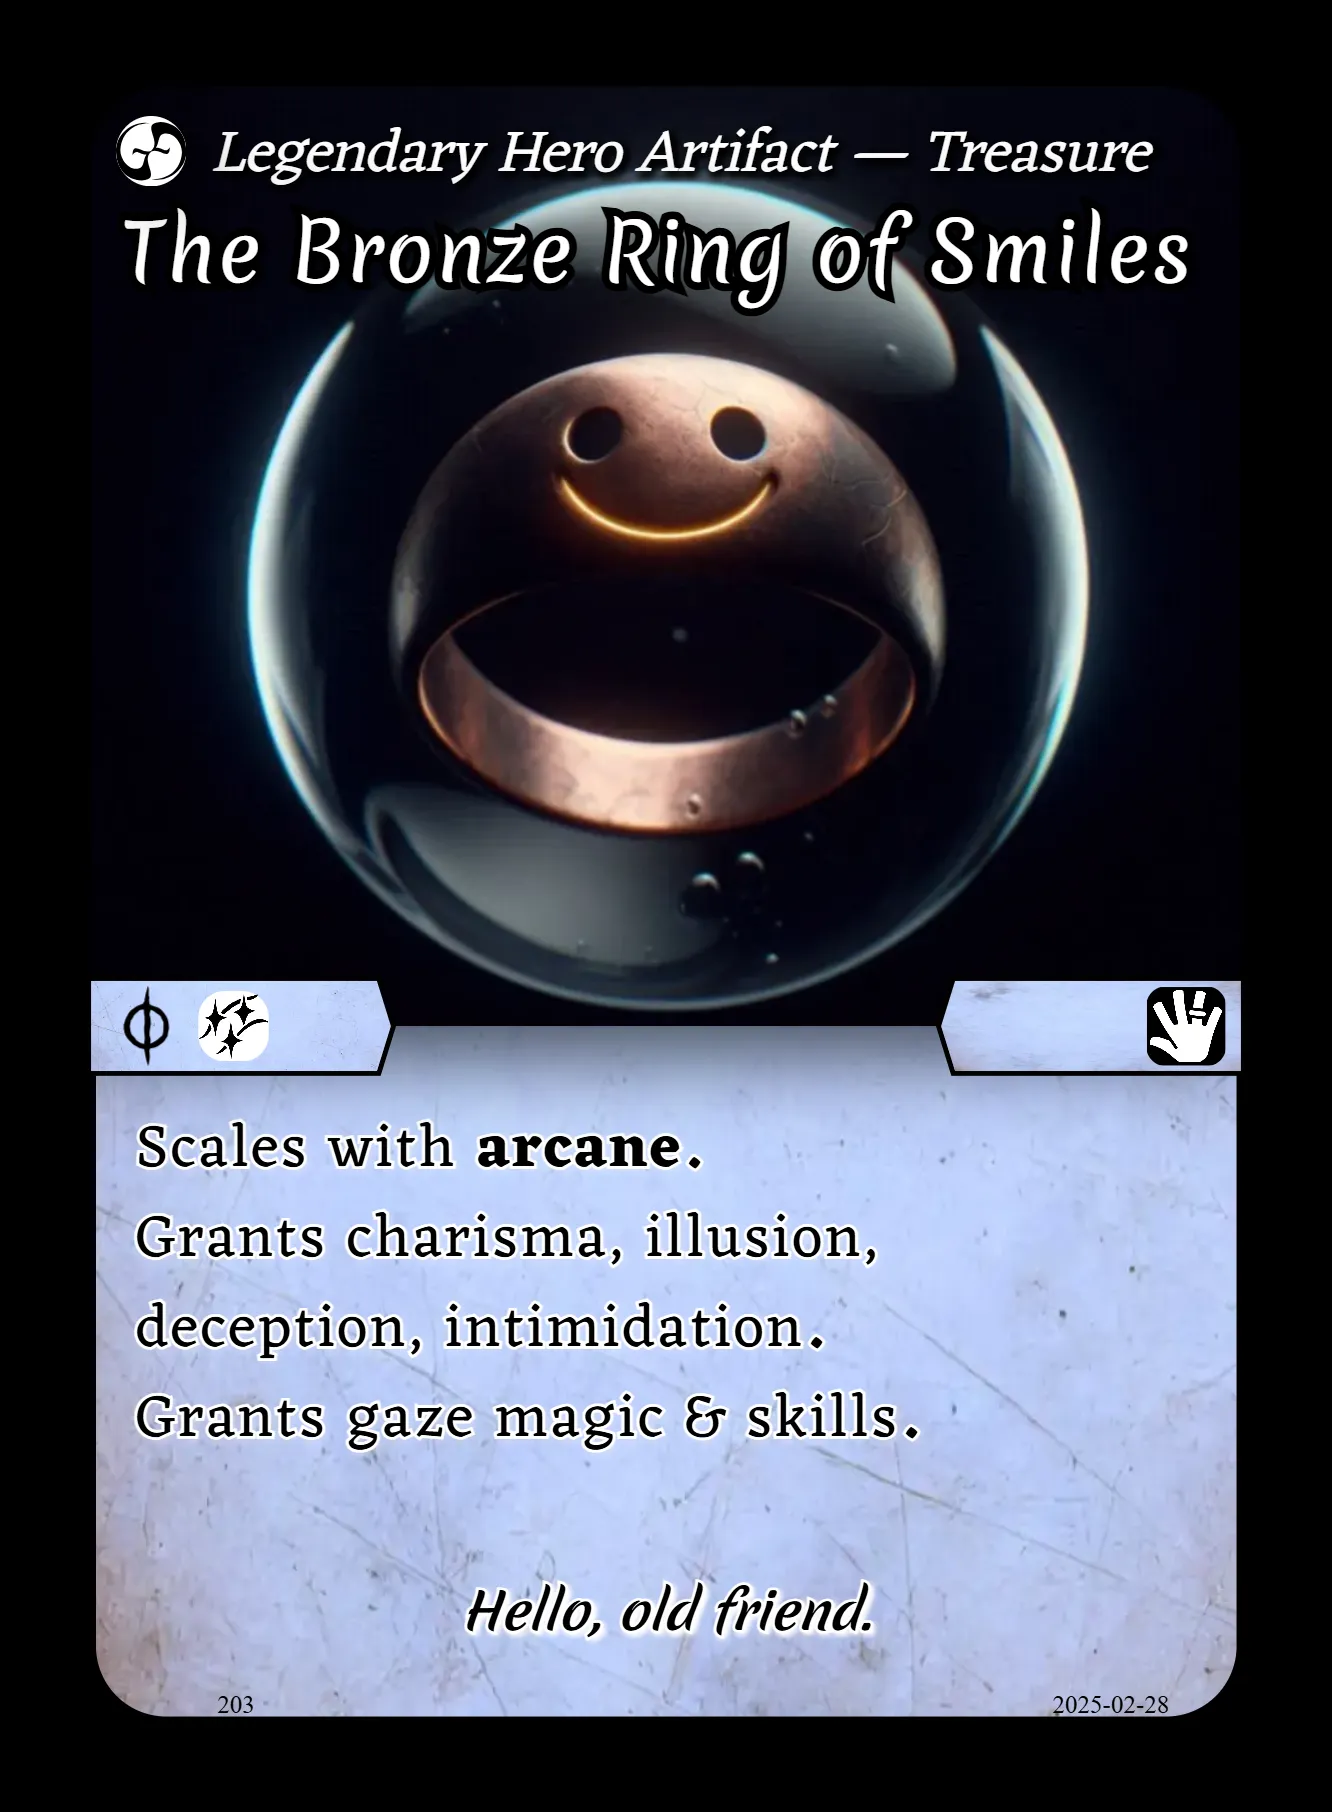 Legendary Hero Artifact — Treasure
The Bronze Ring of Smiles
Scales with arcane.
Grants charisma, illusion,
deception, intimidation.
Grants gaze magic & skills.
Hello, old friend.
203
2025-02-28